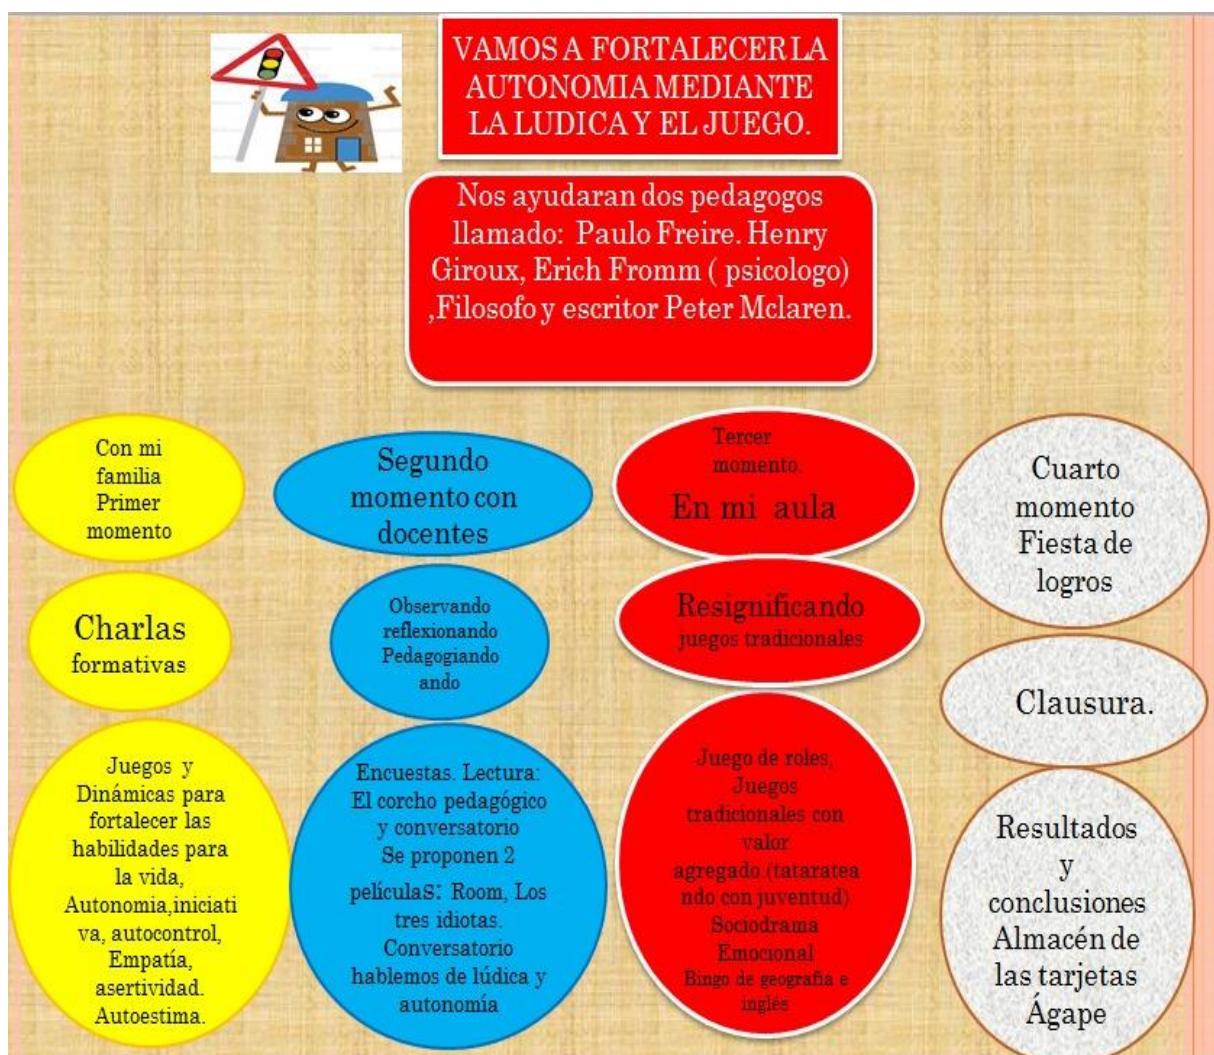 VAMOS A FORTALECER LA
AUTONOMIA MEDIANTE
LA LUDICA Y EL JUEGO.
Nos ayudaran dos pedagogos
llamado: Paulo Freire. Henry
Giroux, Erich Fromm ( psicologo)
,Filosofo y escritor Peter Mclaren.
Con mi
familia
Primer
momento
Charlas
formativas
Juegos y
Dinámicas para
fortalecer las
habilidades para
la vida,
Autonomia,iniciati
va, autocontrol,
Empatía,
asertividad.
Autoestima.
Segundo
momento con
docentes
Observando
reflexionando
Pedagogiando
ando
Encuestas. Lectura:
El corcho pedagógico
y conversatorio
Se proponen 2
películas: Room, Los
tres idiotas.
Conversatorio
hablemos de lúdica y
autonomía
Tercer
momento.
En mi aula
Resignificando
juegos tradicionales
Juego de roles,
Juegos
tradicionales con
valor
agregado.(tataratea
ndo con juventud)
Sociodrama
Emocional
Bingo de geografia e
inglés
Cuarto
momento
Fiesta de
logros
Clausura.
Resultados
y
conclusiones
Almacén de
las tarjetas
Ágape